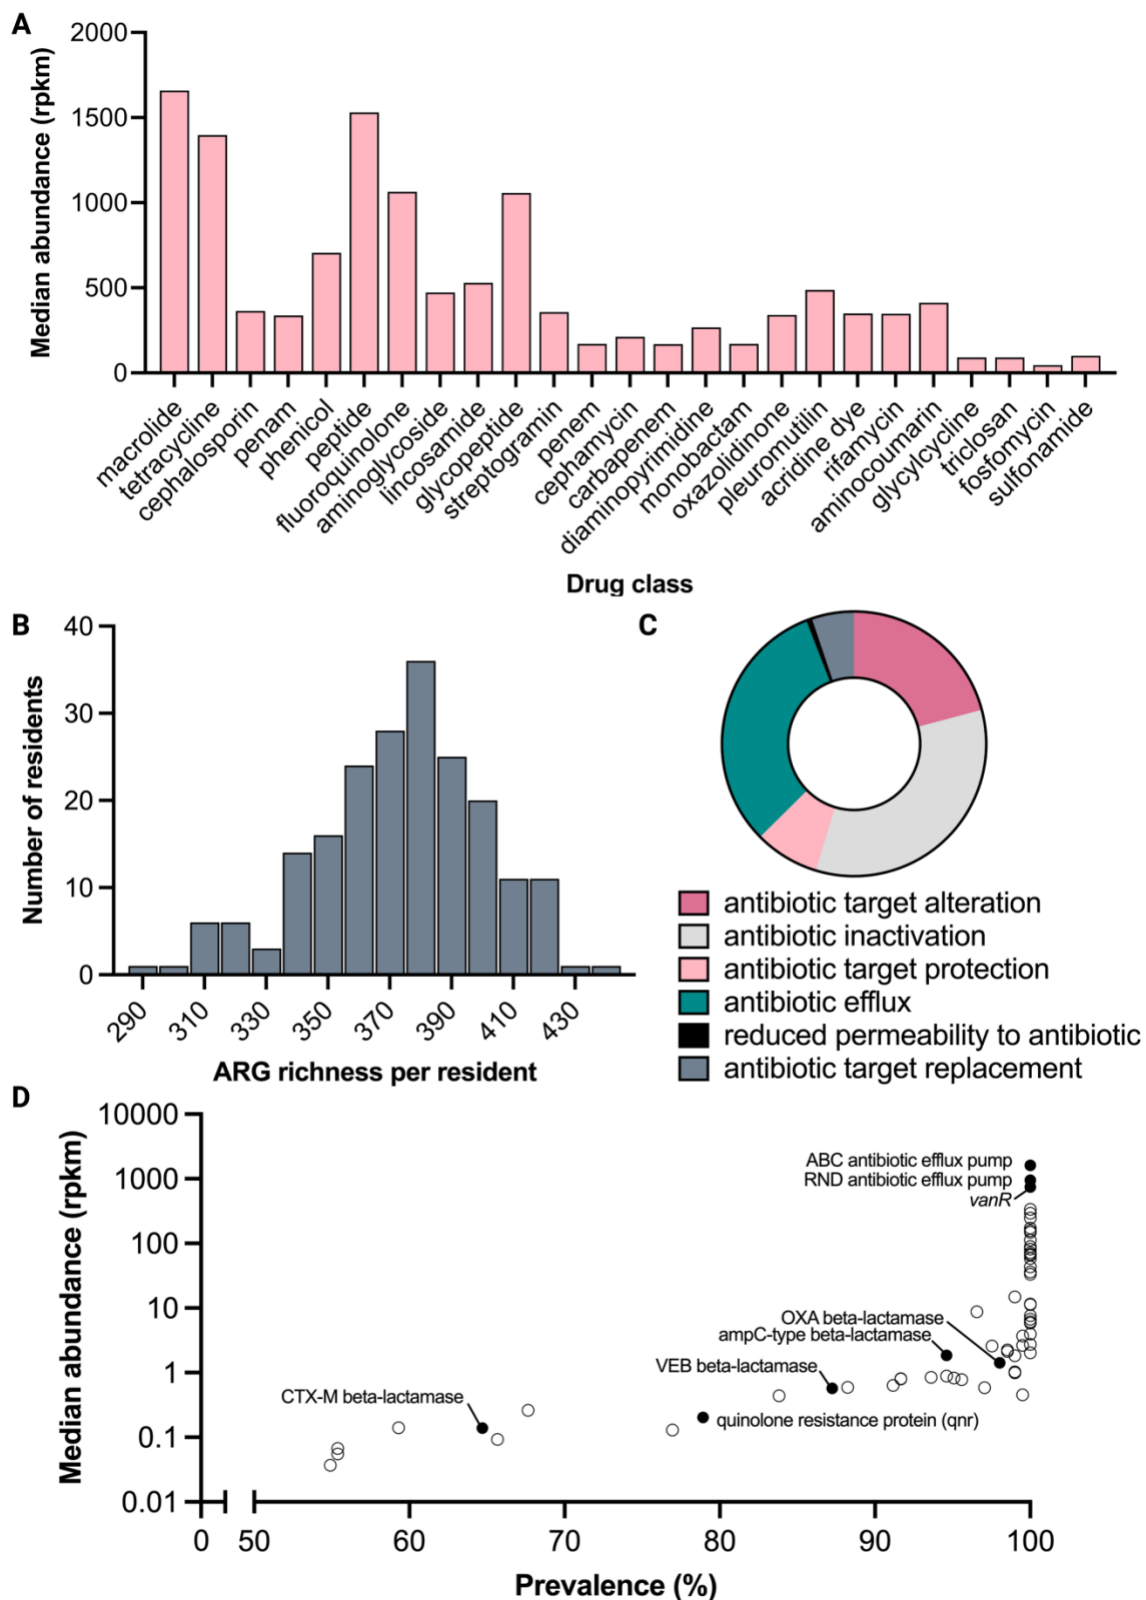 A
Median abundance (rpkm)
2000
1500
1000
500
0
macrolide
tetracycline
cephalosporin
penam
phenicol
peptide
fluoroquinolone
aminoglycoside
lincosamide
glycopeptide
streptogramin
penem
cephamycin
carbapenem
diaminopyrimidine
monobactam
oxazolidinone
pleuromutilin
acridine dye
rifamycin
aminocoumarin
glycylcycline
triclosan
fosfomycin
sulfonamide
Drug class
B
Number of residents
40
30
20
10
0
290
310
330
350
370
390
410
430
ARG richness per resident
C
antibiotic target alteration
antibiotic inactivation
antibiotic target protection
antibiotic efflux
reduced permeability to antibiotic
antibiotic target replacement
D
Median abundance (rpkm)
10000
1000
100
10
1
0.1
0.01
ABC antibiotic efflux pump
RND antibiotic efflux pump
vanR
OXA beta-lactamase
ampC-type beta-lactamase
VEB beta-lactamase
CTX-M beta-lactamase
quinolone resistance protein (qnr)
0 50 60 70 80 90 100
Prevalence (%)